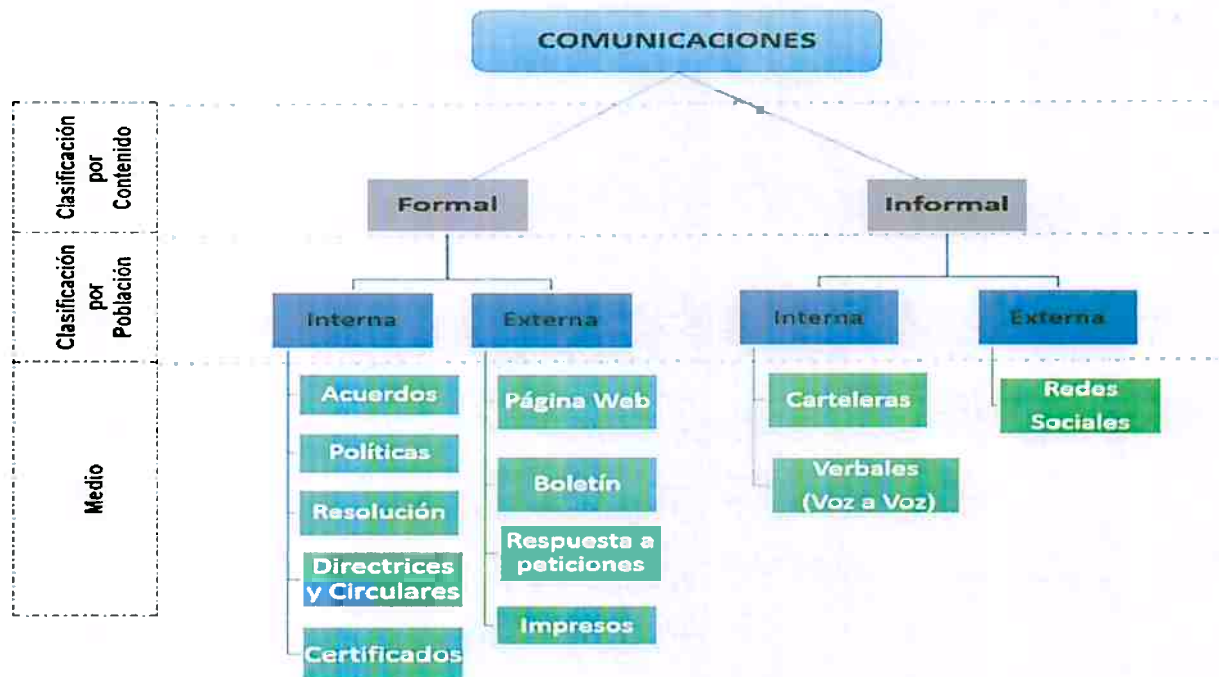 COMUNICACIONES
Clasificación
por
Contenido
Formal
Informal
Clasificación
por
Población
Interna
Externa
Interna
Externa
Medio
Acuerdos
Políticas
Resolución
Directrices
y Circulares
Certificados
Página Web
Boletín
Respuesta a
peticiones
Impresos
Carteleras
Verbales
(Voz a Voz)
Redes
Sociales